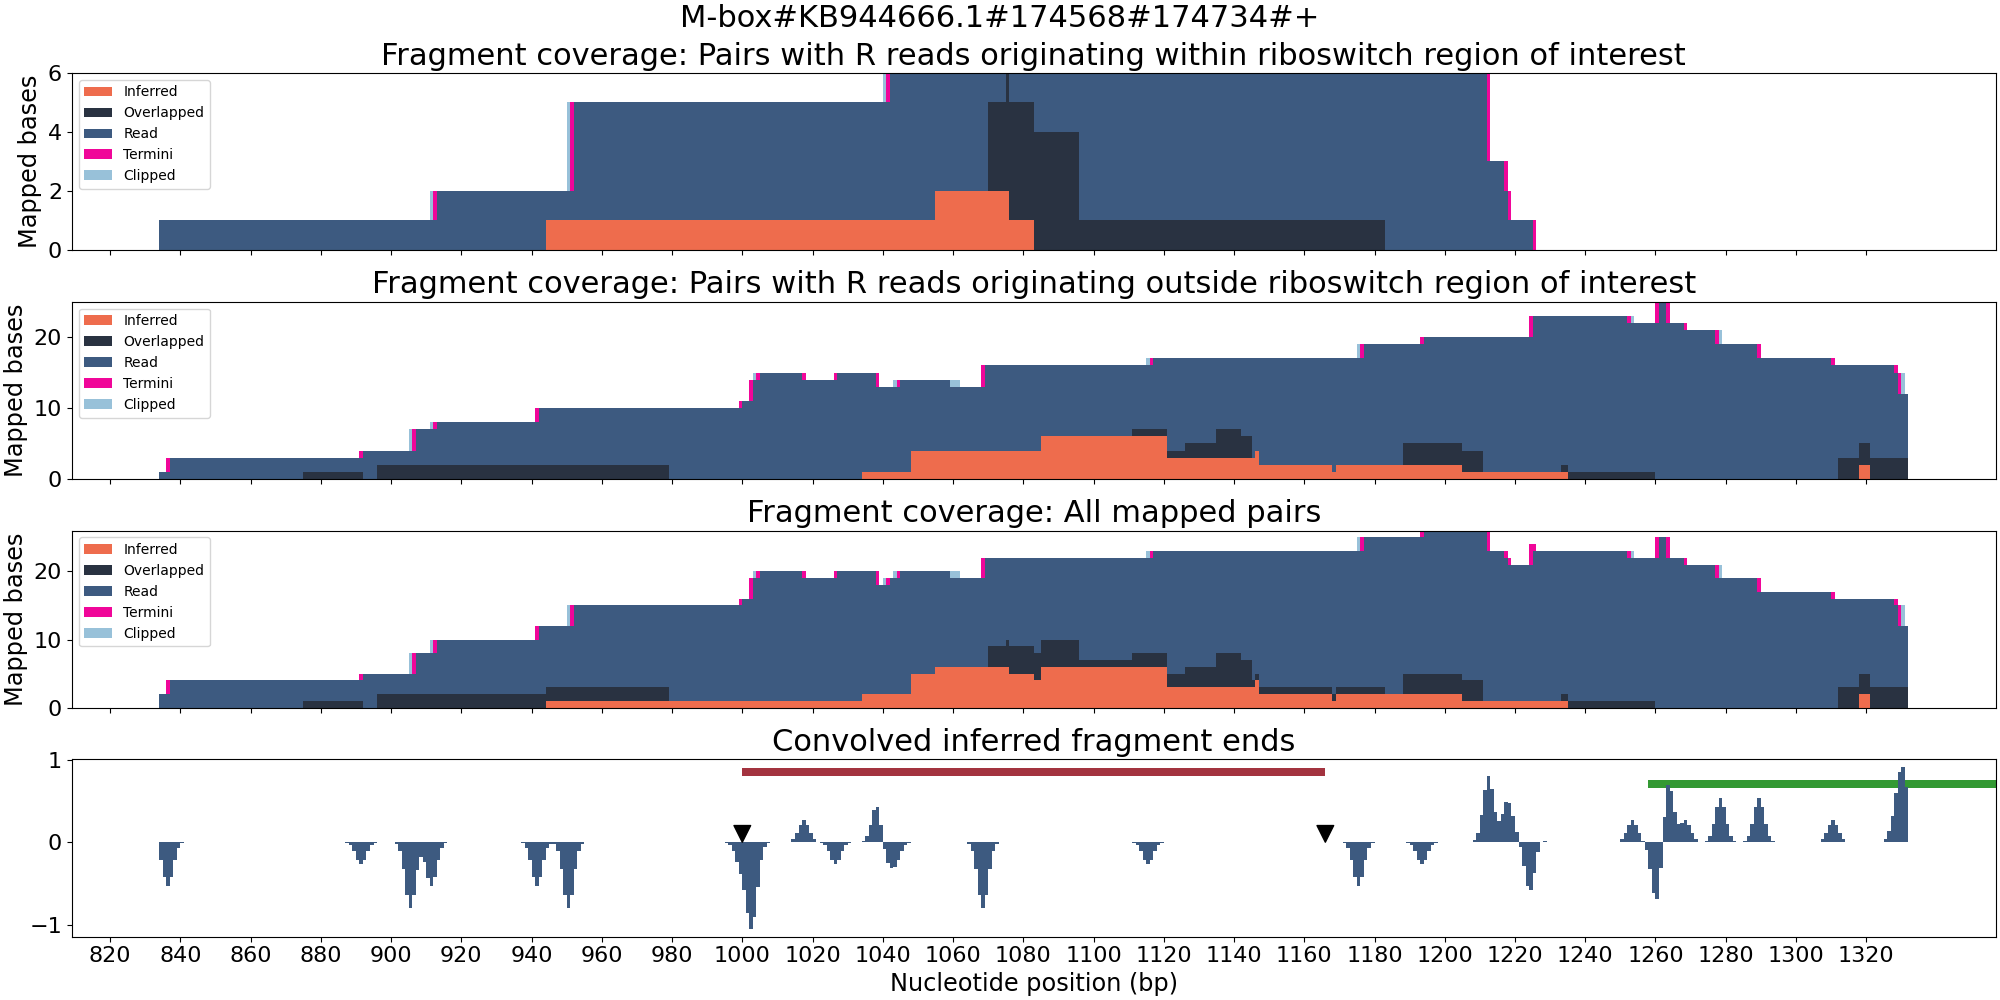 M-box#KB944666.1#174568#174734#+
Fragment coverage: Pairs with R reads originating within riboswitch region of interest
Mapped bases
6
4
2
0
Inferred
Overlapped
Read
Termini
Clipped
Fragment coverage: Pairs with R reads originating outside riboswitch region of interest
Mapped bases
20
10
0
Inferred
Overlapped
Read
Termini
Clipped
Fragment coverage: All mapped pairs
Mapped bases
20
10
0
Inferred
Overlapped
Read
Termini
Clipped
Convolved inferred fragment ends
1
0
−1
820 840 860 880 900 920 940 960 980 1000 1020 1040 1060 1080 1100 1120 1140 1160 1180 1200 1220 1240 1260 1280 1300 1320
Nucleotide position (bp)